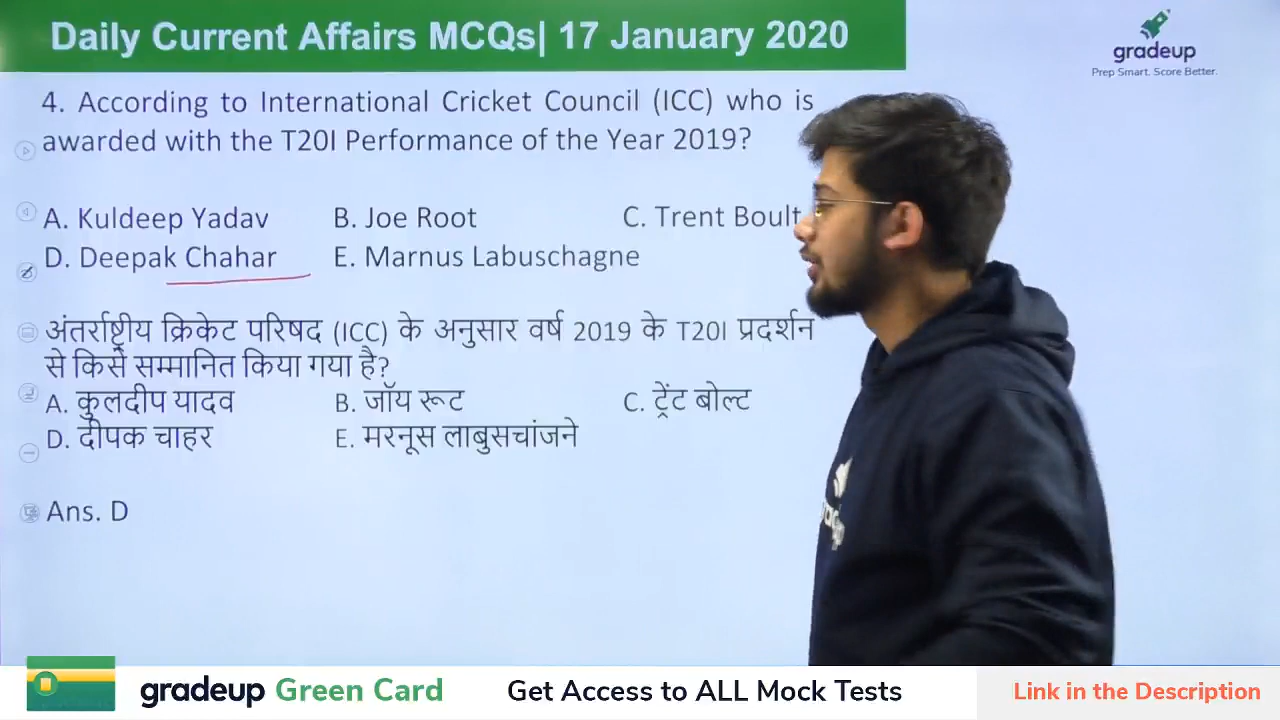 Daily Current Affairs MCQs| 17 January 2020
gradeup
Prep Smart. Score Better.
4. According to International Cricket Council (ICC) who is
awarded with the T20I Performance of the Year 2019?
A. Kuldeep Yadav B. Joe Root C. Trent Boult
D. Deepak Chahar E. Marnus Labuschagne
अंतर्राष्ट्रीय क्रिकेट परिषद (ICC) के अनुसार वर्ष 2019 के T20I प्रदर्शन
से किसे सम्मानित किया गया है?
A. कुलदीप यादव B. जॉय रूट C. ट्रेंट बोल्ट
D. दीपक चाहर E. मरनूस लाबुसचांजने
Ans. D
gradeup Green Card Get Access to ALL Mock Tests Link in the Description